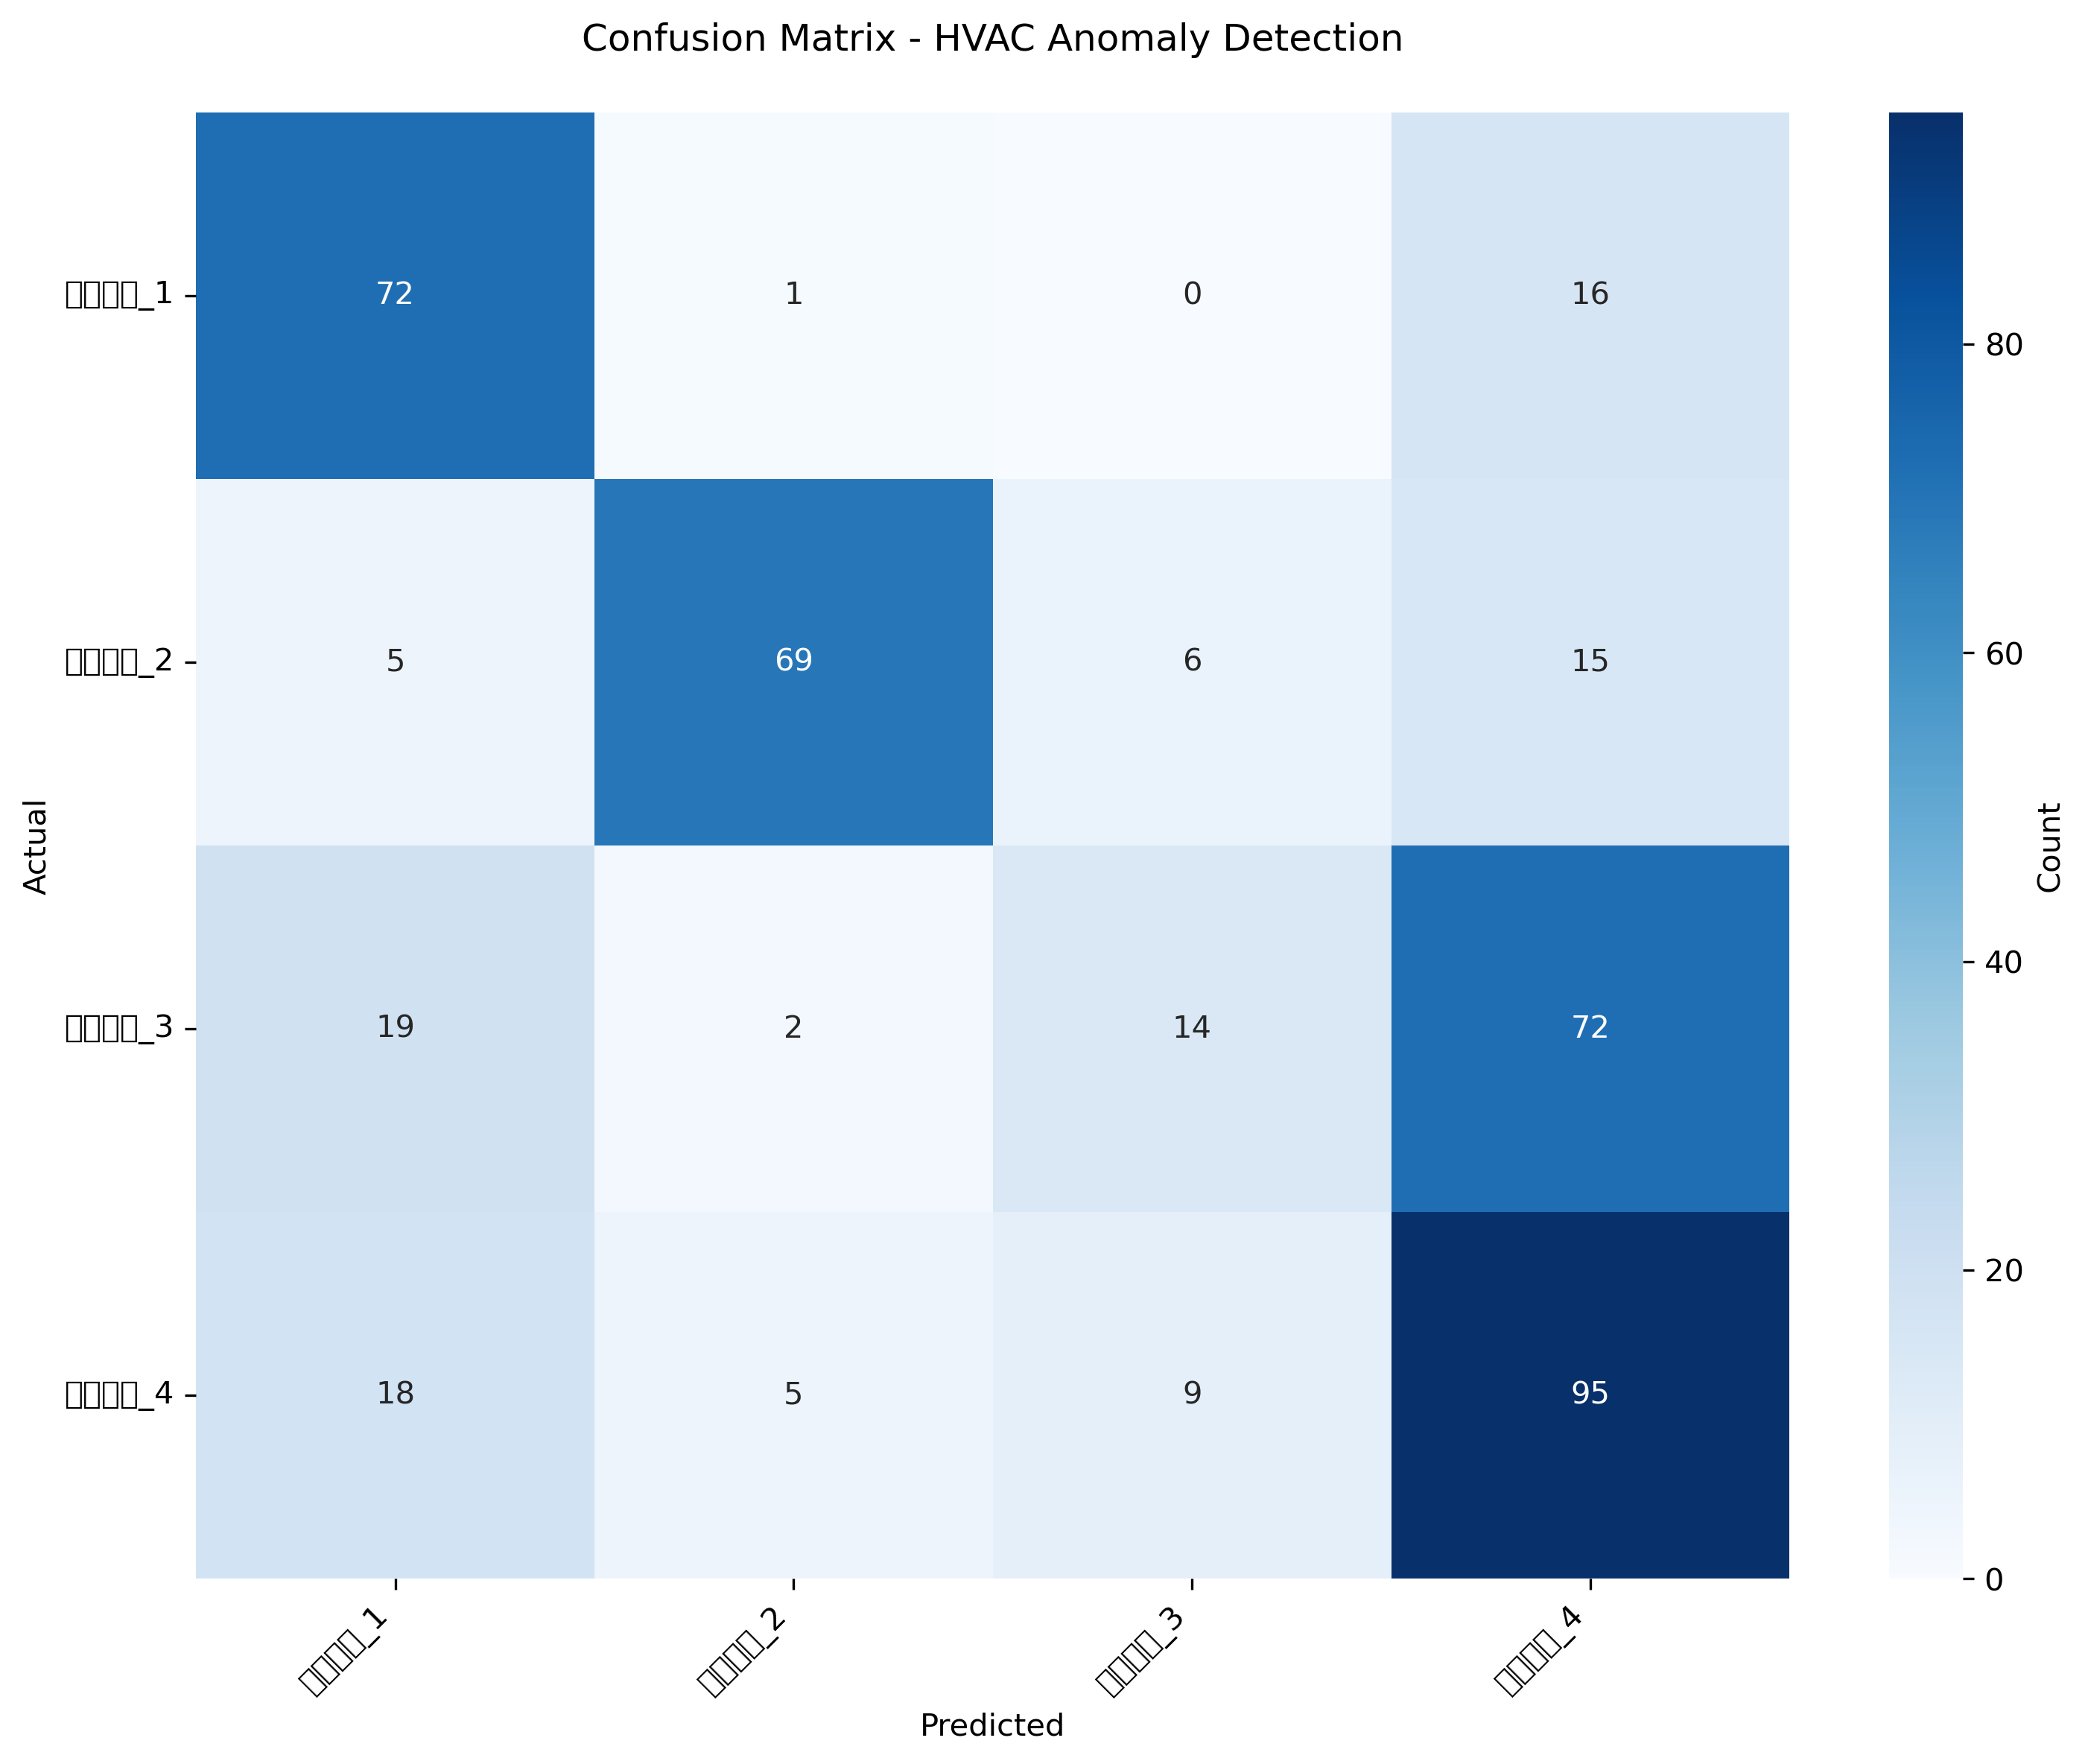 Confusion Matrix - HVAC Anomaly Detection
72 1 0 16
5 69 6 15
19 2 14 72
18 5 9 95
_1
_2
_3
_4
Actual
_1
_2
_3
_4
Predicted
80
60
40
20
0
Count